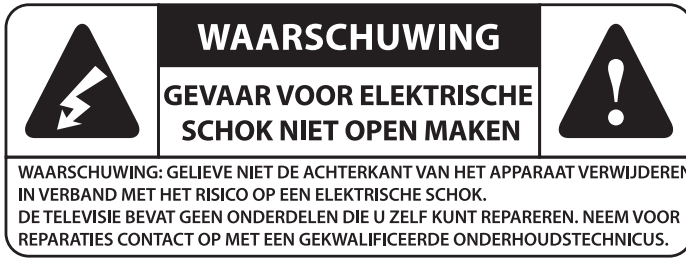 WAARSCHUWING
GEVAAR VOOR ELEKTRISCHE
SCHOK NIET OPEN MAKEN
!
WAARSCHUWING: GELIEVE NIET DE ACHTERKANT VAN HET APPARAAT VERWIJDEREN
IN VERBAND MET HET RISICO OP EEN ELEKTRISCHE SCHOK.
DE TELEVISIE BEVAT GEEN ONDERDELEN DIE U ZELF KUNT REPAREREN. NEEM VOOR
REPARATIES CONTACT OP MET EEN GEKWALIFICEERDE ONDERHOUDSTECHNICUS.